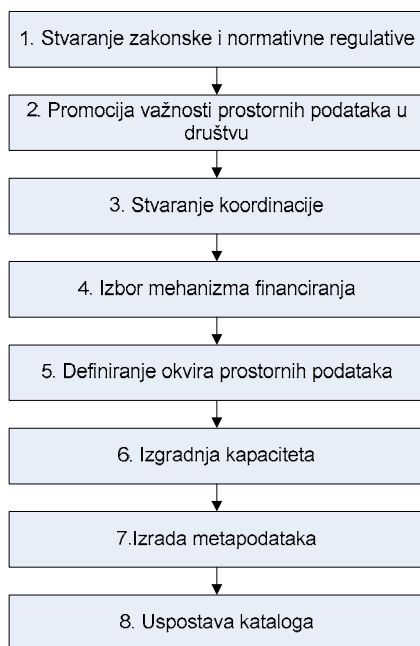 1. Stvaranje zakonske i normativne regulative
2. Promocija važnosti prostornih podataka u
društvu
3. Stvaranje koordinacije
4. Izbor mehanizma financiranja
5. Definiranje okvira prostornih podataka
6. Izgradnja kapaciteta
7.Izrada metapodataka
8. Uspostava kataloga